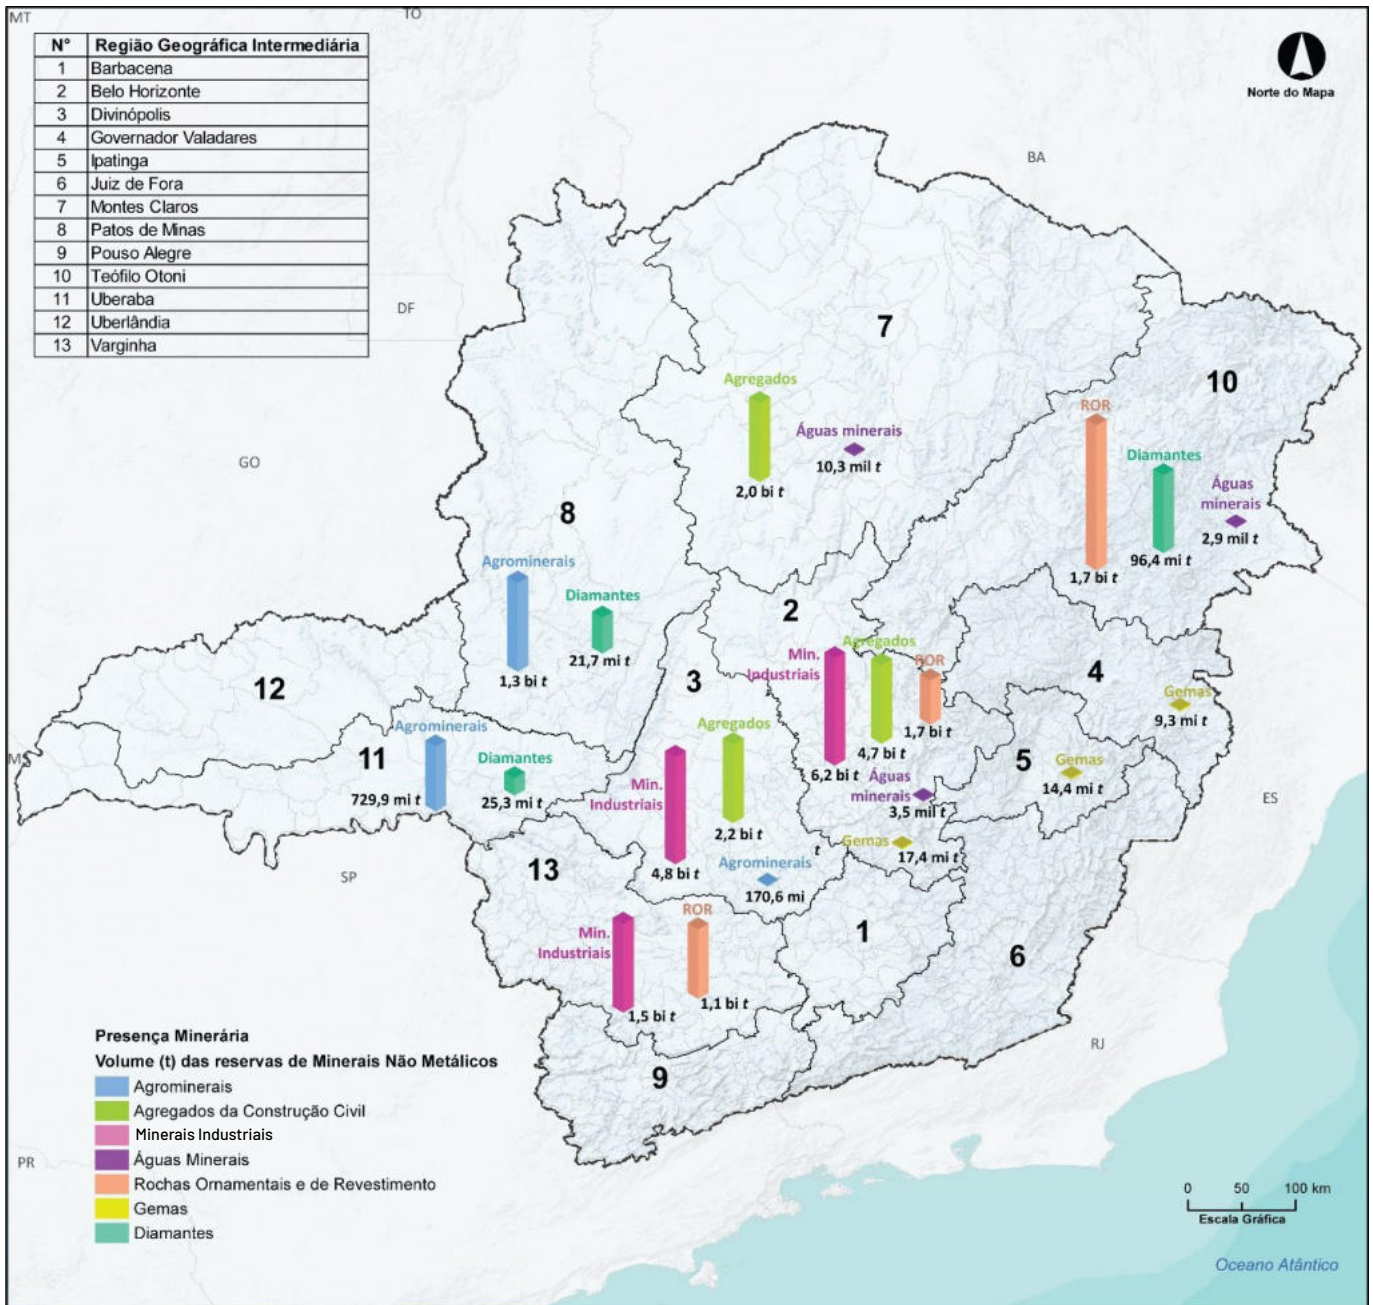 MT
TO
N° Região Geográfica Intermediária
1 Barbacena
2 Belo Horizonte
3 Divinópolis
4 Governador Valadares
5 Ipatinga
6 Juiz de Fora
7 Montes Claros
8 Patos de Minas
9 Pouso Alegre
10 Teófilo Otoni
11 Uberaba
12 Uberlândia
13 Varginha
Norte do Mapa
BA
DF
GO
7
Agregados
2,0 bi t
Águas minerais
10,3 mil t
10
ROR
1,7 bi t
Diamantes
96,4 mi t
Águas
minerais
2,9 mil t
8
Agrominerais
1,3 bi t
Diamantes
21,7 mi t
2
Min.
Industriais
6,2 bi t
Agregados
4,7 bi t
ROR
1,7 bi t
Águas
minerais
3,5 mil t
Gemas
17,4 mi t
4
Gemas
9,3 mi t
5
Gemas
14,4 mi t
12
MS
11
Agrominerais
729,9 mi t
Diamantes
25,3 mi t
3
Min.
Industriais
4,8 bi t
Agregados
2,2 bi t
t
Agrominerais
170,6 mi
ES
SP
13
Min.
Industriais
1,5 bi t
ROR
1,1 bi t
1
6
9
RJ
PR
Presença Minerária
Volume (t) das reservas de Minerais Não Metálicos
Agrominerais
Agregados da Construção Civil
Minerais Industriais
Águas Minerais
Rochas Ornamentais e de Revestimento
Gemas
Diamantes
0 50 100 km
Escala Gráfica
Oceano Atlântico